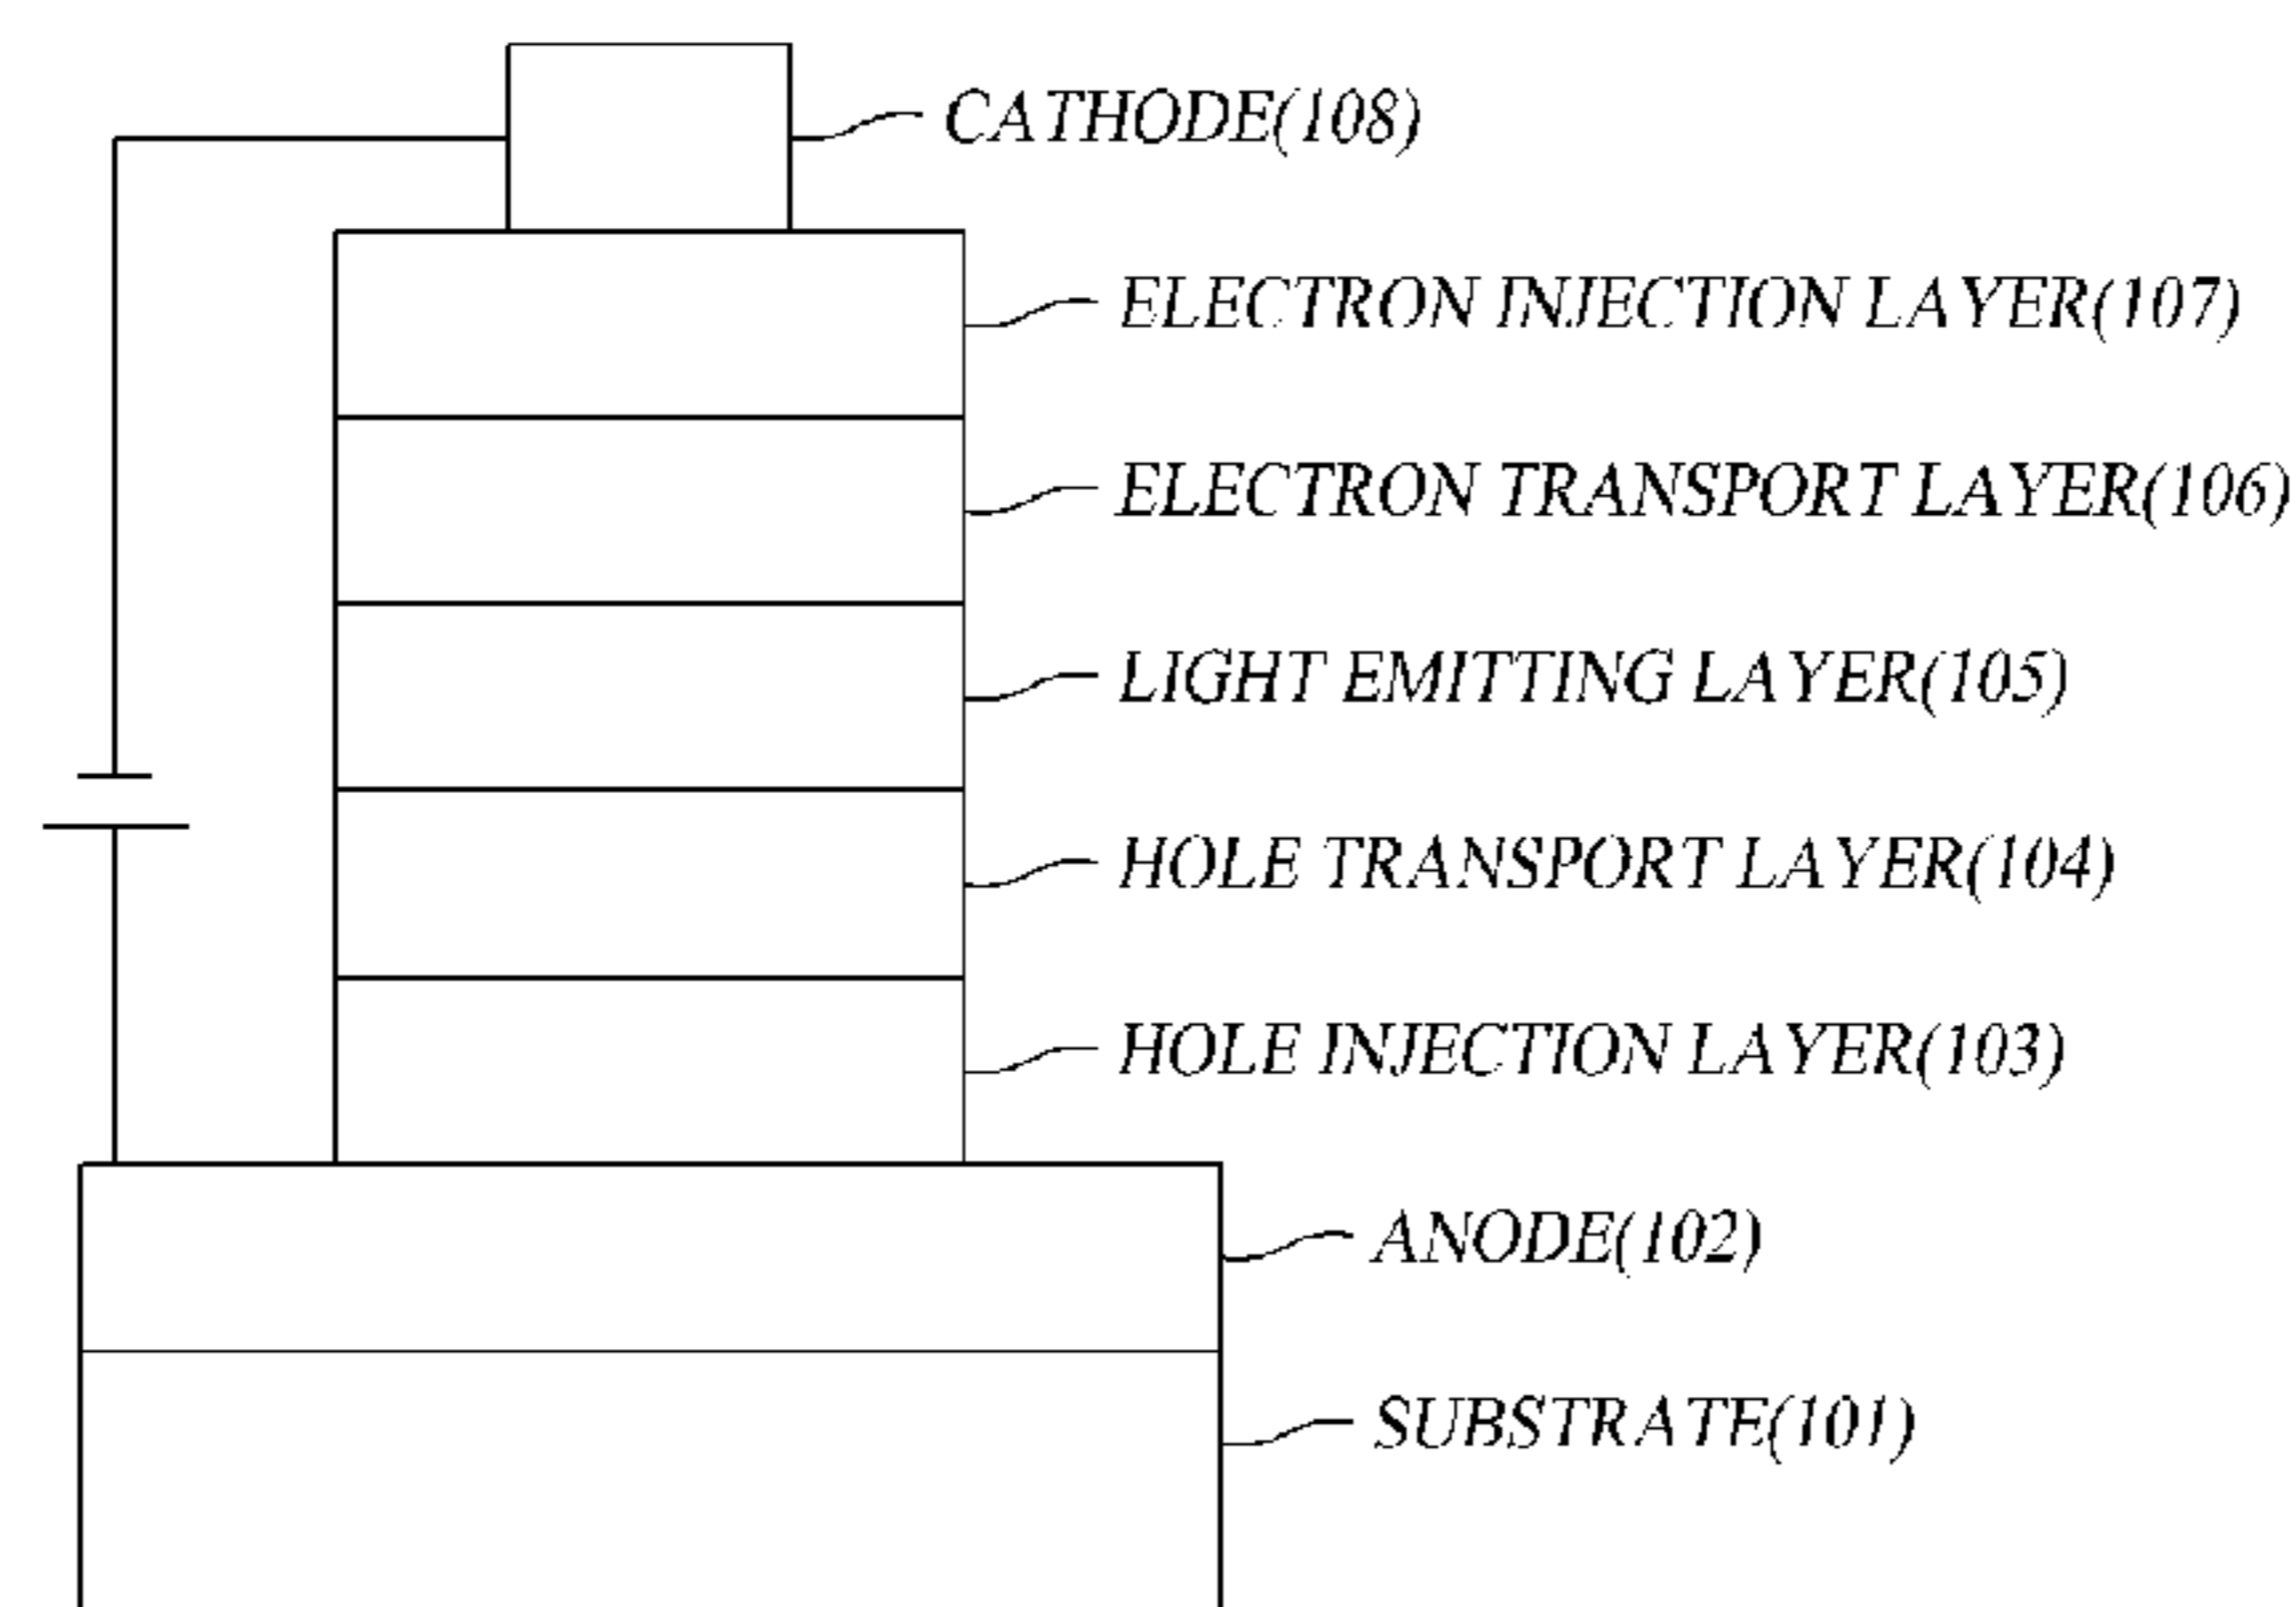 CATHODE(108)
ELECTRON INJECTION LAYER(107)
ELECTRON TRANSPORT LAYER(106)
LIGHT EMITTING LAYER(105)
HOLE TRANSPORT LAYER(104)
HOLE INJECTION LAYER(103)
ANODE(102)
SUBSTRATE(101)